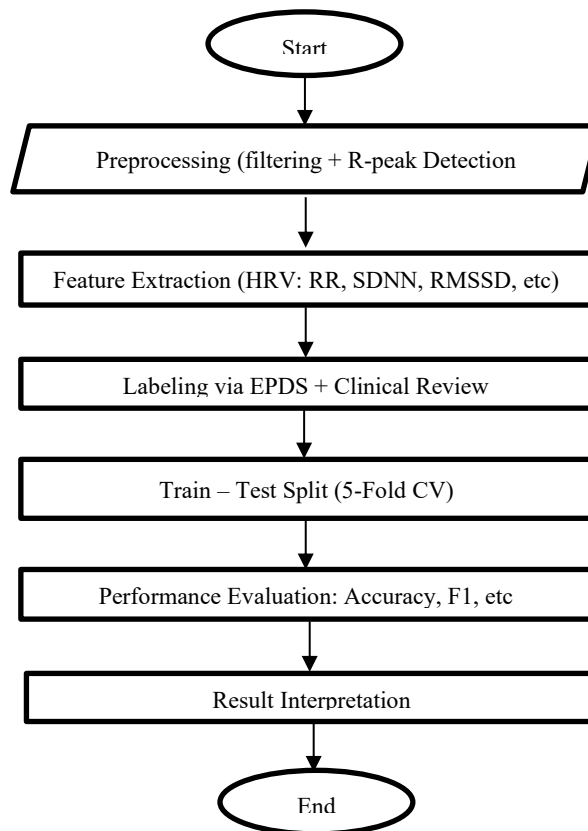 Start
Preprocessing (filtering + R-peak Detection
Feature Extraction (HRV: RR, SDNN, RMSSD, etc)
Labeling via EPDS + Clinical Review
Train – Test Split (5-Fold CV)
Performance Evaluation: Accuracy, F1, etc
Result Interpretation
End